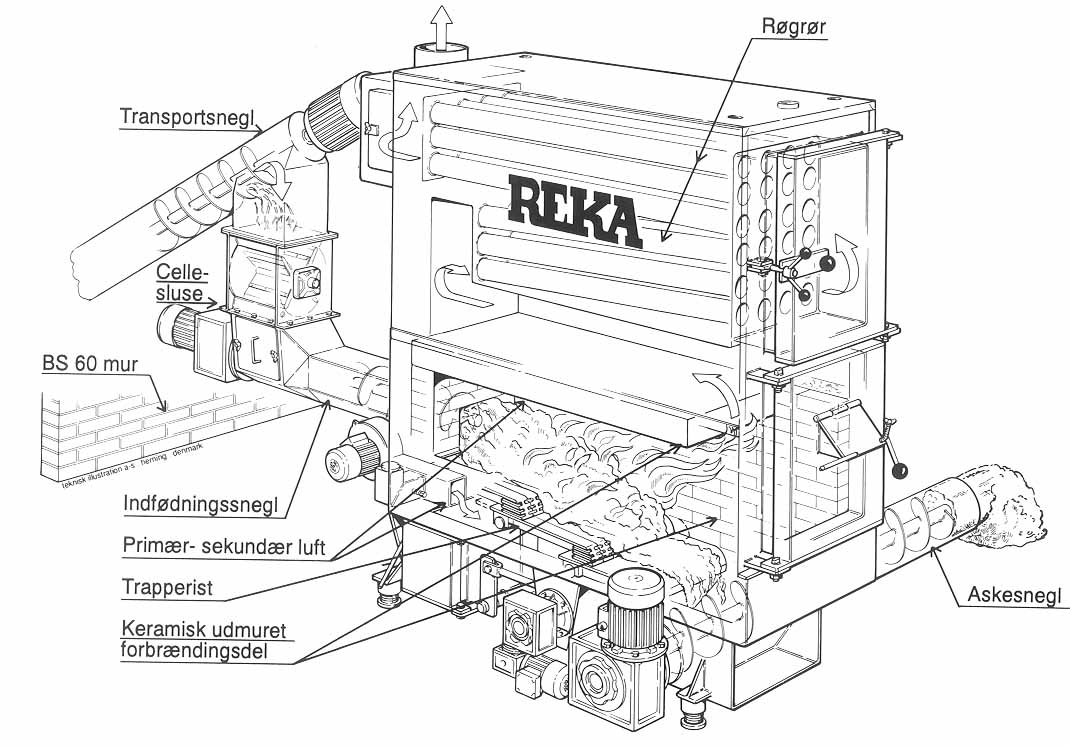 Røgrør
Transportsnegl
REKA
Celle-
sluse
BS 60 mur
teknisk illustration a-s herning denmark
Indfødningssnegl
Primær- sekundær luft
Trapperist
Askesnegl
Keramisk udmuret
forbrændingsdel